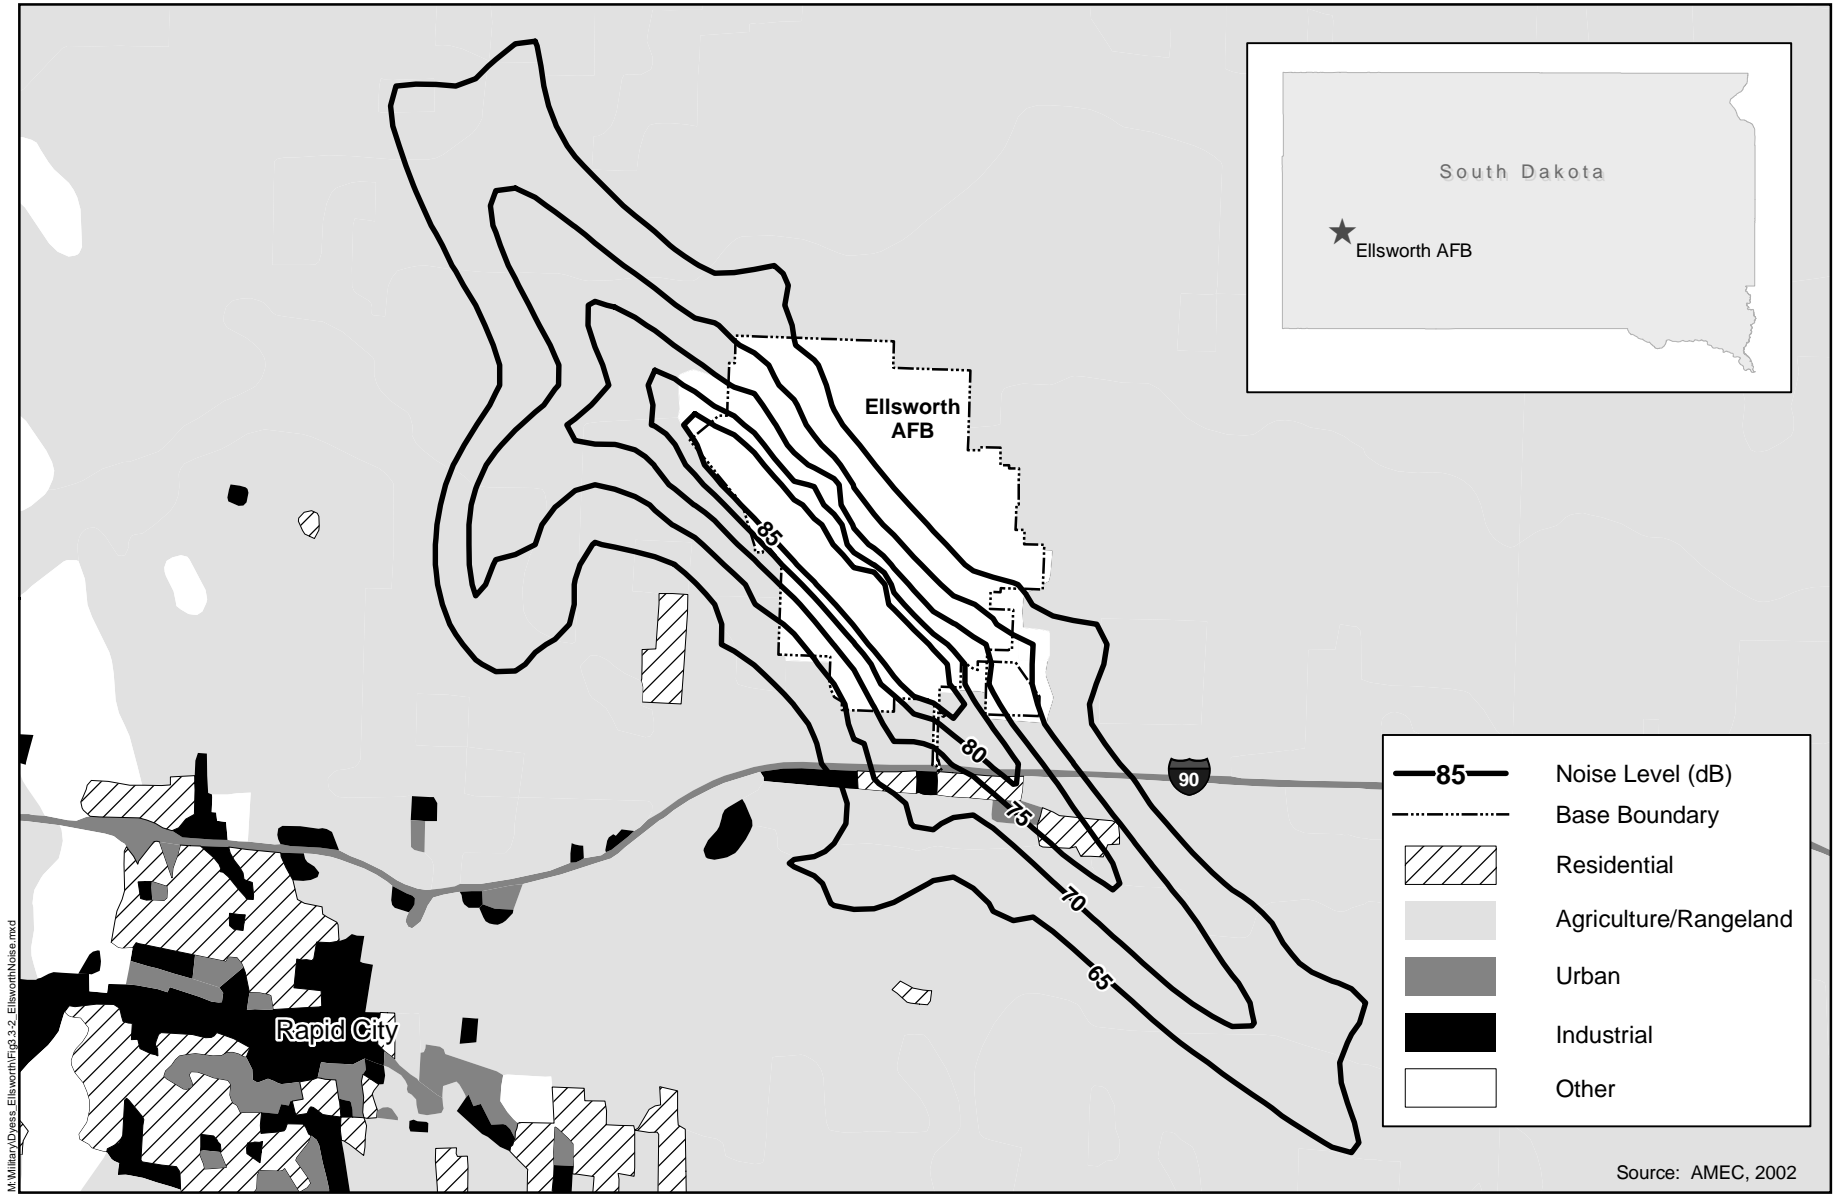 South Dakota
Ellsworth AFB
Ellsworth
AFB
85
80
75
70
65
90
Rapid City
85
Noise Level (dB)
Base Boundary
Residential
Agriculture/Rangeland
Urban
Industrial
Other
Source: AMEC, 2002
M:\Military\Dyess_Ellsworth\Fig3.3-2_EllsworthNoise.mxd